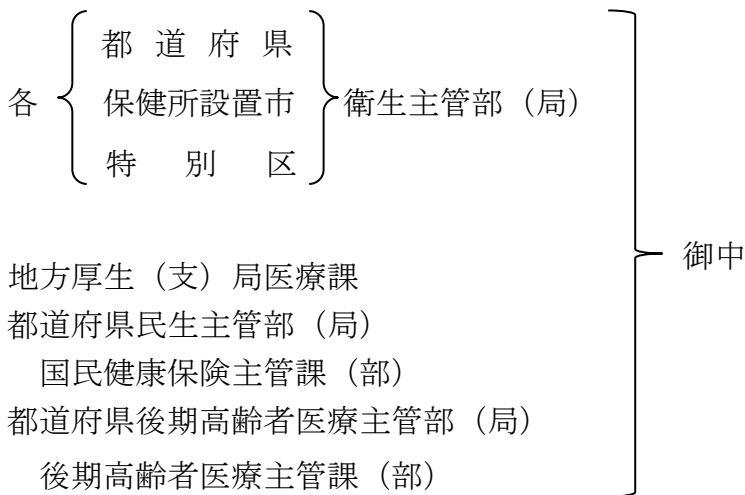 都道府県
各 保健所設置市 衛生主管部（局）
特別区
御中
地方厚生（支）局医療課
都道府県民生主管部（局）
国民健康保険主管課（部）
都道府県後期高齢者医療主管部（局）
後期高齢者医療主管課（部）